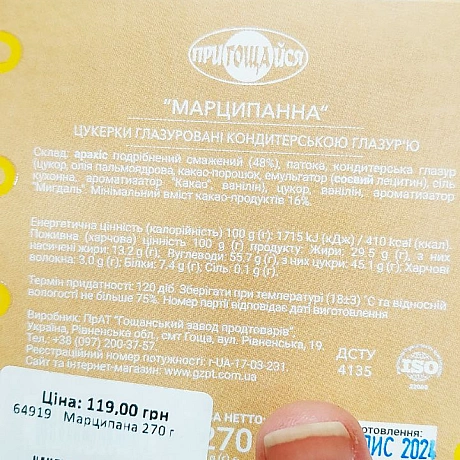 ПРИГОЩАЙСЯ
"МАРЦИПАННА"
ЦУКЕРКИ ГЛАЗУРОВАНІ КОНДИТЕРСЬКОЮ ГЛАЗУР'Ю
Склад: арахіс подрібнений смажений (48%), патока, кондитерська глазур
(цукор, олія пальмоядрова, какао-порошок, емульгатор (соєвий лецитин), сіль
кухонна, ароматизатор "Какао", ванілін), цукор, ванілін, ароматизатор
"Мигдаль". Мінімальний вміст какао-продуктів 16%.
Енергетична цінність (калорійність) 100 g (г): 1715 kJ (кДж) / 410 kcal (ккал).
Поживна (харчова) цінність 100 g (г) продукту: Жири: 29.5 g (г), з них
насичені жири: 13.2 g (г); Вуглеводи: 55.7 g (г), з них цукри: 45.1 g (г); Харчові
волокна: 3,0 g (г); Білки: 7.4 g (г); Сіль: 0.1 g (г).
Термін придатності: 120 діб. Зберігати при температурі (18±3) °С та відносній
вологості не більше 75%. Номер партії відповідає даті виготовлення
Виробник: ПрАТ "Гощанський завод продтоварів".
Україна, Рівненська обл., смт Гоща, вул. Рівненська, 19.
Тел.: +38 (097) 200-37-57.
Реєстраційний номер потужності: r-UA-17-03-231.
Сайт та інтернет-магазин: www.gzpt.com.ua
ДСТУ
4135
ISO
22000
Ціна: 119,00 грн
64919 Марципана 270 г
НЕТТО:
270
отовлення:
ЛИС 2024